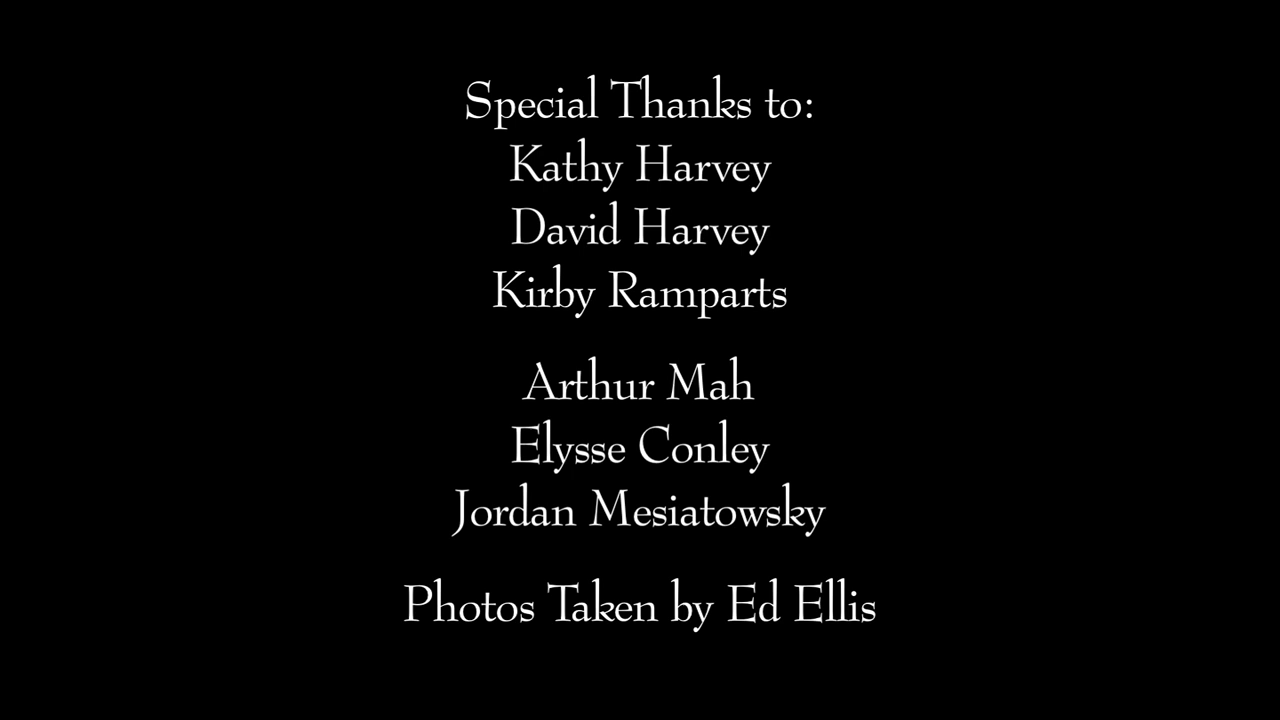 Special Thanks to:
Kathy Harvey
David Harvey
Kirby Ramparts
Arthur Mah
Elysse Conley
Jordan Mesiatowsky
Photos Taken by Ed Ellis